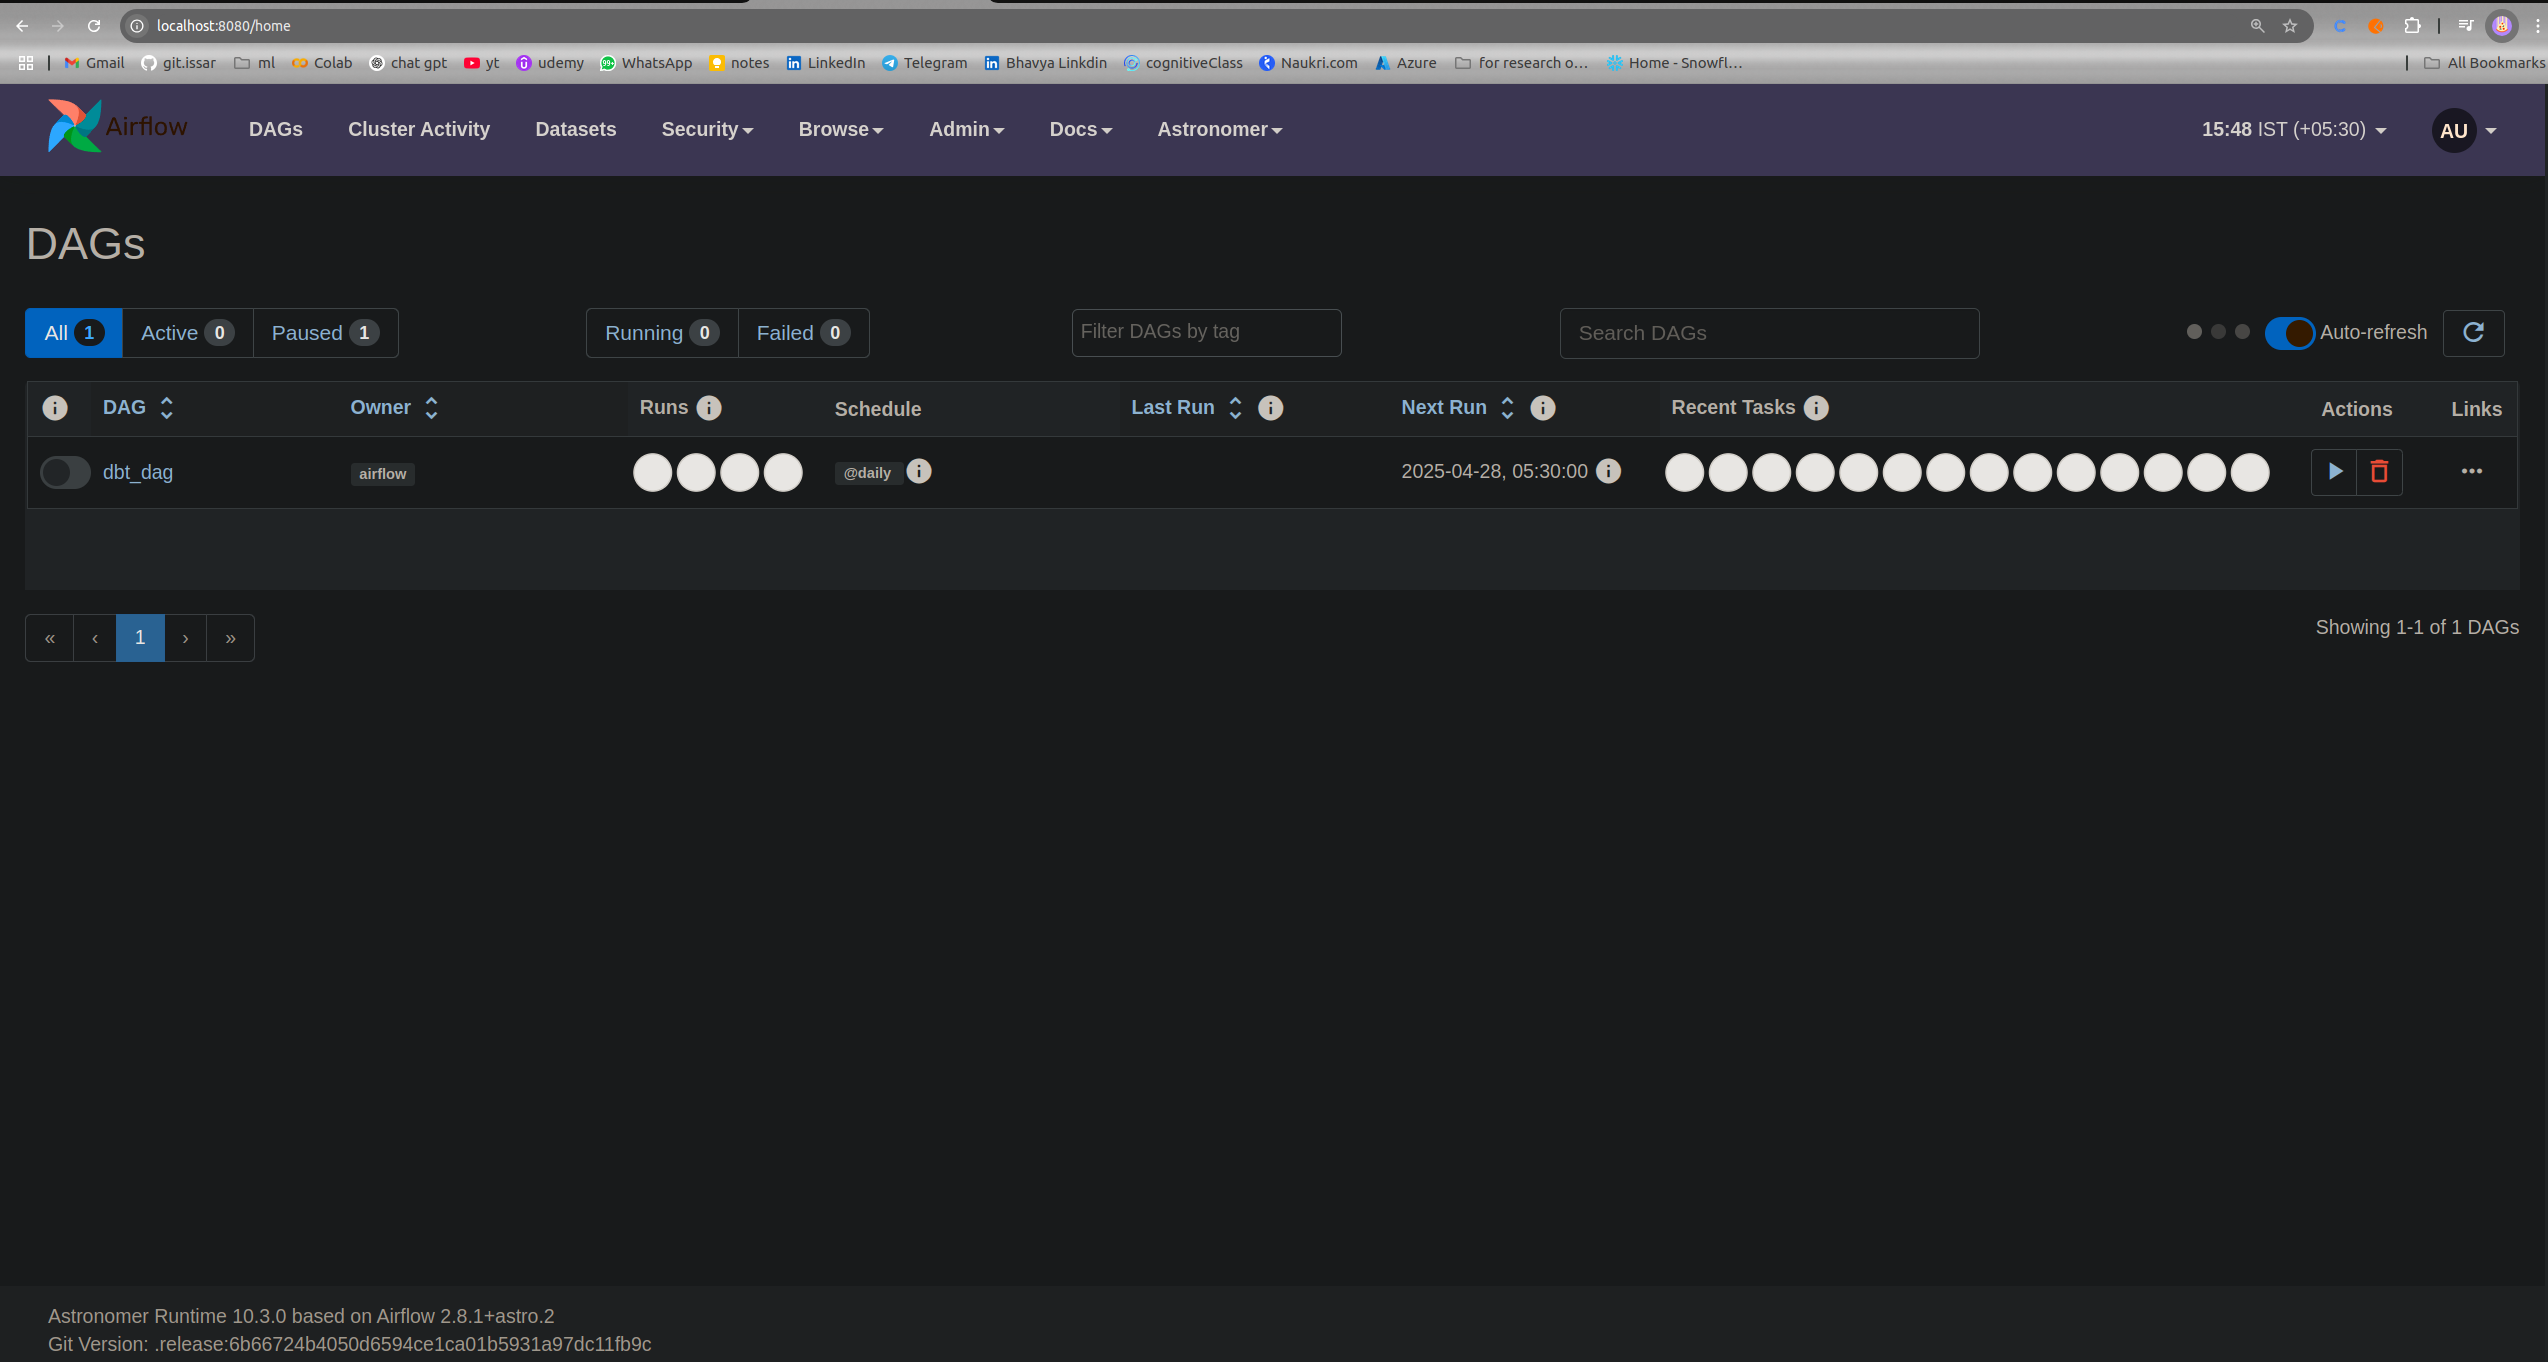 localhost:8080/home
Gmail git.issar ml Colab chat gpt yt udemy WhatsApp notes LinkedIn Telegram Bhavya Linkdin cognitiveClass Naukri.com Azure for research o... Home - Snowfl... All Bookmarks
Airflow DAGs Cluster Activity Datasets Security Browse Admin Docs Astronomer 15:48 IST (+05:30) AU
DAGs
All 1 Active 0 Paused 1 Running 0 Failed 0 Filter DAGs by tag Search DAGs Auto-refresh
DAG Owner Runs Schedule Last Run Next Run Recent Tasks Actions Links
dbt_dag airflow @daily 2025-04-28, 05:30:00
« ‹ 1 › » Showing 1-1 of 1 DAGs
Astronomer Runtime 10.3.0 based on Airflow 2.8.1+astro.2
Git Version: .release:6b66724b4050d6594ce1ca01b5931a97dc11fb9c